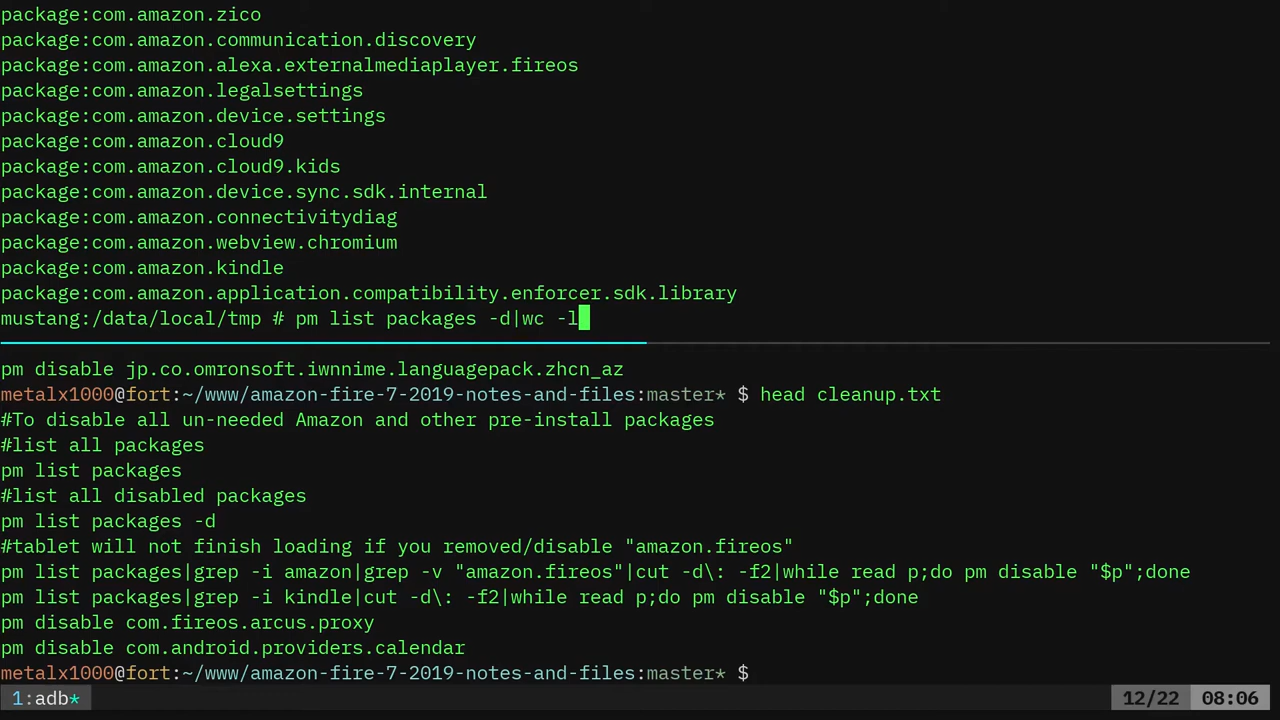 package:com.amazon.zico
package:com.amazon.communication.discovery
package:com.amazon.alexa.externalmediaplayer.fireos
package:com.amazon.legalsettings
package:com.amazon.device.settings
package:com.amazon.cloud9
package:com.amazon.cloud9.kids
package:com.amazon.device.sync.sdk.internal
package:com.amazon.connectivitydiag
package:com.amazon.webview.chromium
package:com.amazon.kindle
package:com.amazon.application.compatibility.enforcer.sdk.library
mustang:/data/local/tmp # pm list packages -d|wc -l
pm disable jp.co.omronsoft.iwnnime.languagepack.zhcn_az
metalx1000@fort:~/www/amazon-fire-7-2019-notes-and-files:master* $ head cleanup.txt
#To disable all un-needed Amazon and other pre-install packages
#list all packages
pm list packages
#list all disabled packages
pm list packages -d
#tablet will not finish loading if you removed/disable "amazon.fireos"
pm list packages|grep -i amazon|grep -v "amazon.fireos"|cut -d\: -f2|while read p;do pm disable "$p";done
pm list packages|grep -i kindle|cut -d\: -f2|while read p;do pm disable "$p";done
pm disable com.fireos.arcus.proxy
pm disable com.android.providers.calendar
metalx1000@fort:~/www/amazon-fire-7-2019-notes-and-files:master* $
1:adb* 12/22 08:06